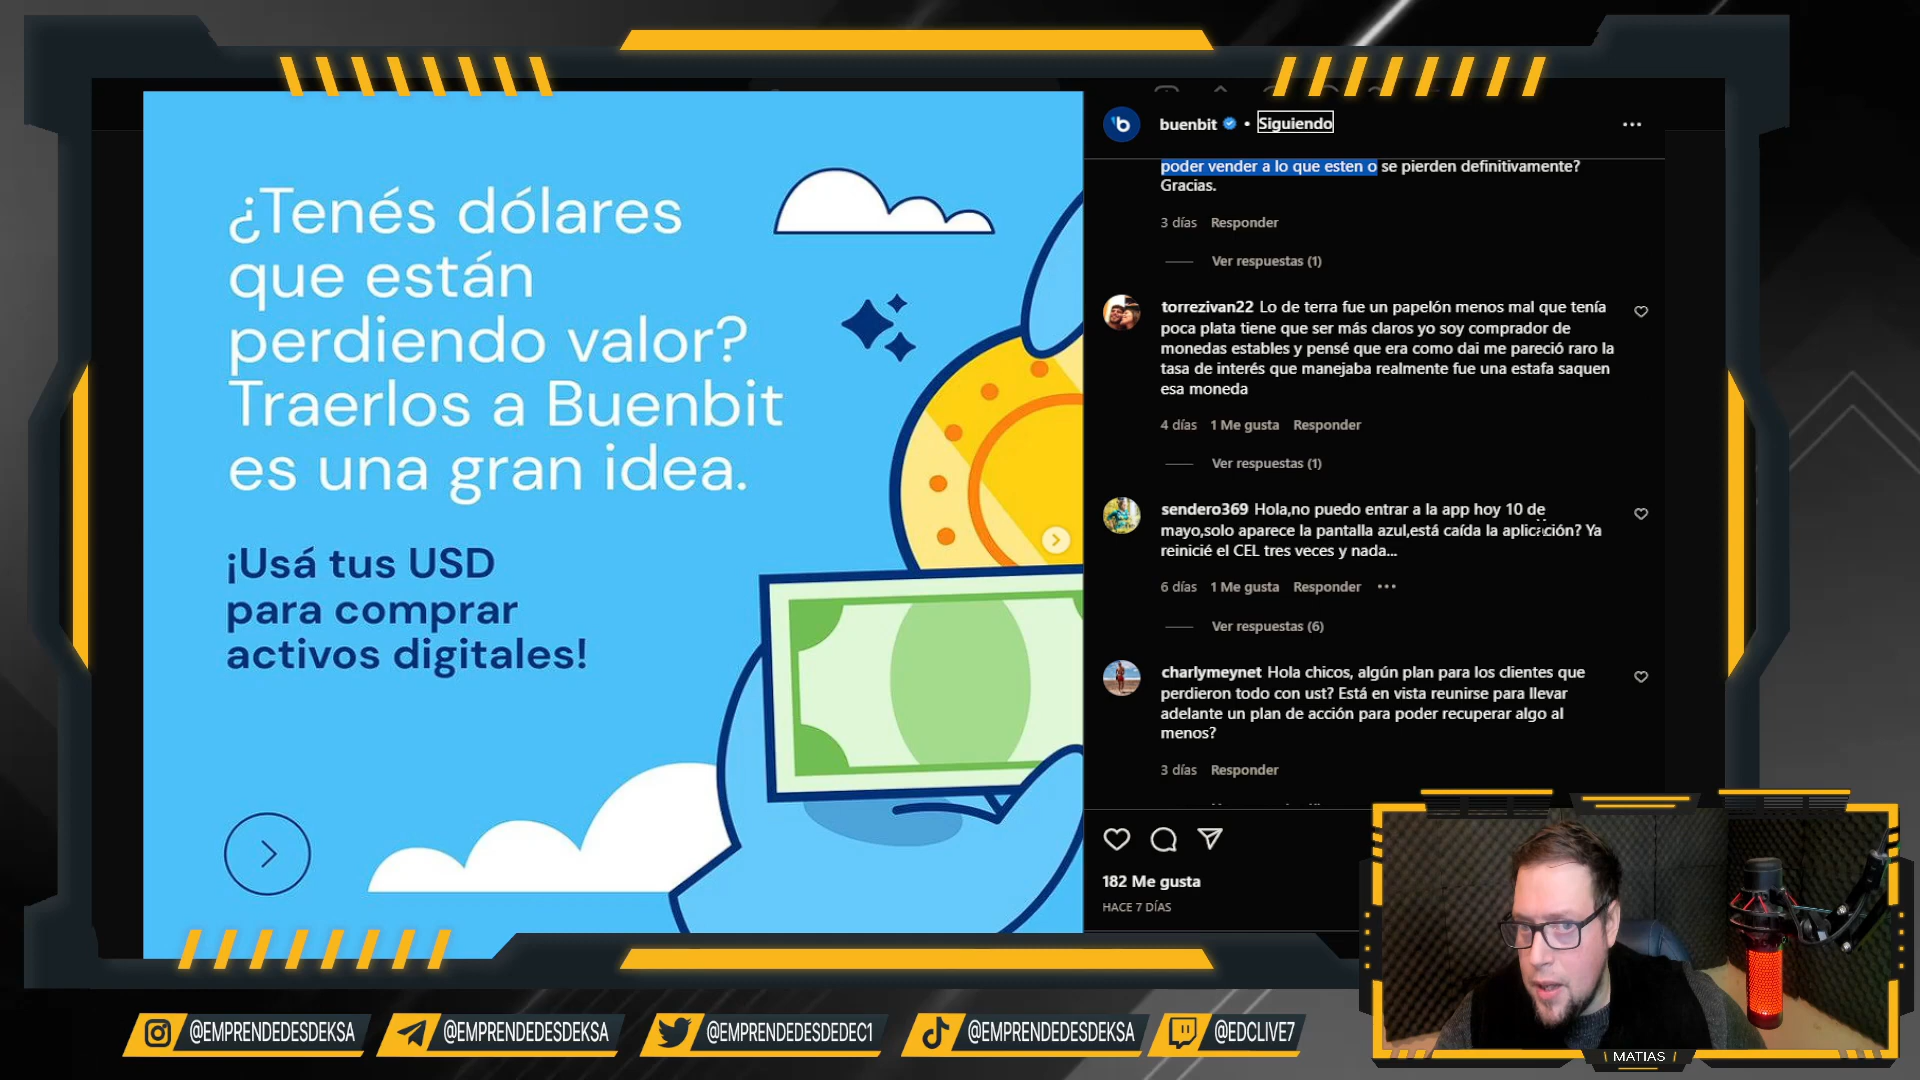 ¿Tenés dólares
que están
perdiendo valor?
Traerlos a Buenbit
es una gran idea.
¡Usá tus USD
para comprar
activos digitales!
buenbit • Siguiendo
poder vender a lo que esten o se pierden definitivamente?
Gracias.
3 días Responder
Ver respuestas (1)
torrezivan22 Lo de terra fue un papelón menos mal que tenía
poca plata tiene que ser más claros yo soy comprador de
monedas estables y pensé que era como dai me pareció raro la
tasa de interés que manejaba realmente fue una estafa saquen
esa moneda
4 días 1 Me gusta Responder
Ver respuestas (1)
sendero369 Hola,no puedo entrar a la app hoy 10 de
mayo,solo aparece la pantalla azul,está caída la aplicación? Ya
reinicié el CEL tres veces y nada...
6 días 1 Me gusta Responder
Ver respuestas (6)
charlymeynet Hola chicos, algún plan para los clientes que
perdieron todo con ust? Está en vista reunirse para llevar
adelante un plan de acción para poder recuperar algo al
menos?
3 días Responder
182 Me gusta
HACE 7 DÍAS
MATIAS
@EMPRENDEDESDEKSA
@EMPRENDEDESDEKSA
@EMPRENDEDESDEDEC1
@EMPRENDEDESDEKSA
@EDCLIVE7